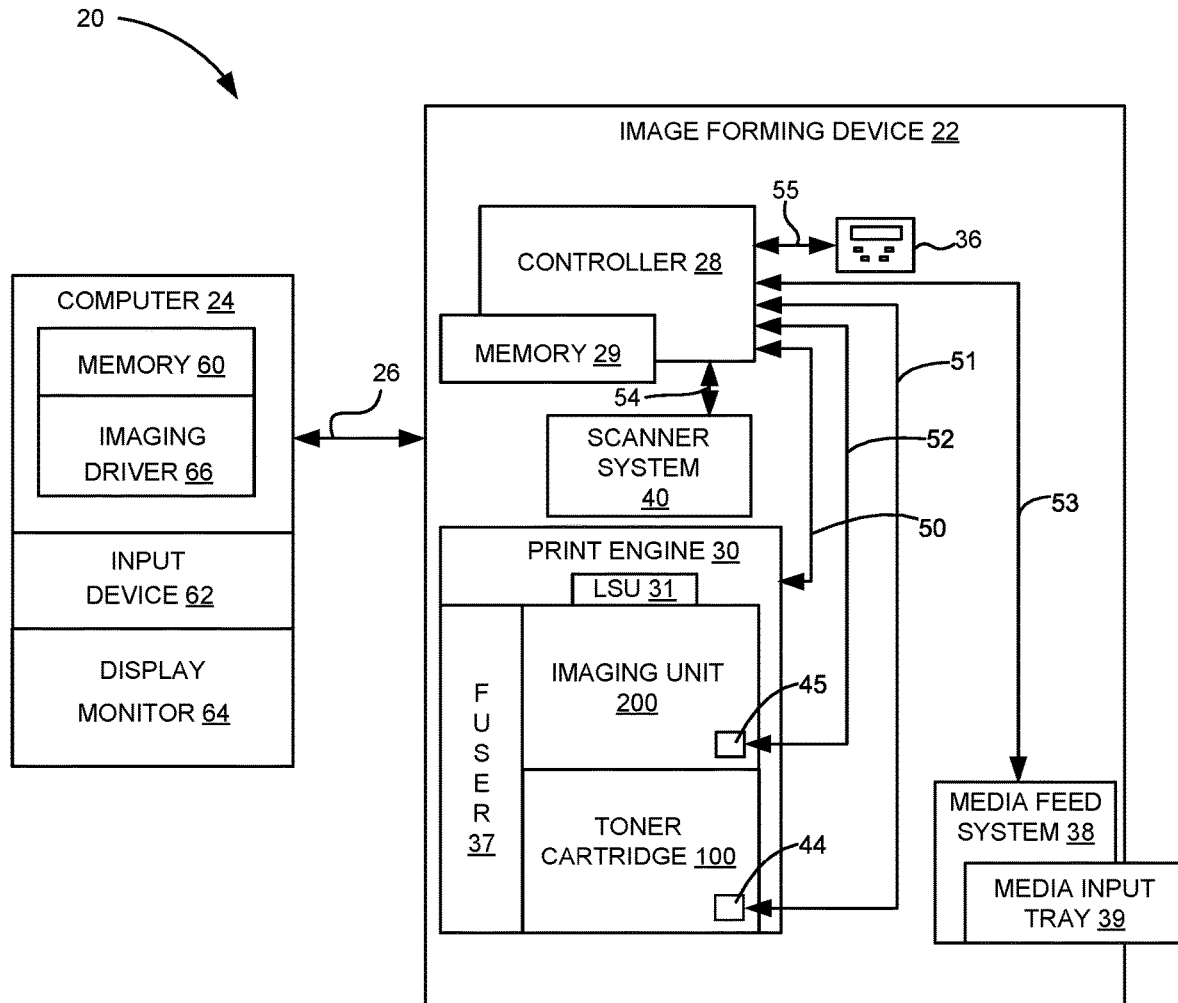 20
IMAGE FORMING DEVICE 22
55
CONTROLLER 28
36
MEMORY 29
54
51
52
53
50
SCANNER
SYSTEM
40
COMPUTER 24
MEMORY 60
IMAGING
DRIVER 66
26
INPUT
DEVICE 62
DISPLAY
MONITOR 64
PRINT ENGINE 30
LSU 31
FUSER
37
IMAGING UNIT
200
45
TONER
CARTRIDGE 100
44
MEDIA FEED
SYSTEM 38
MEDIA INPUT
TRAY 39